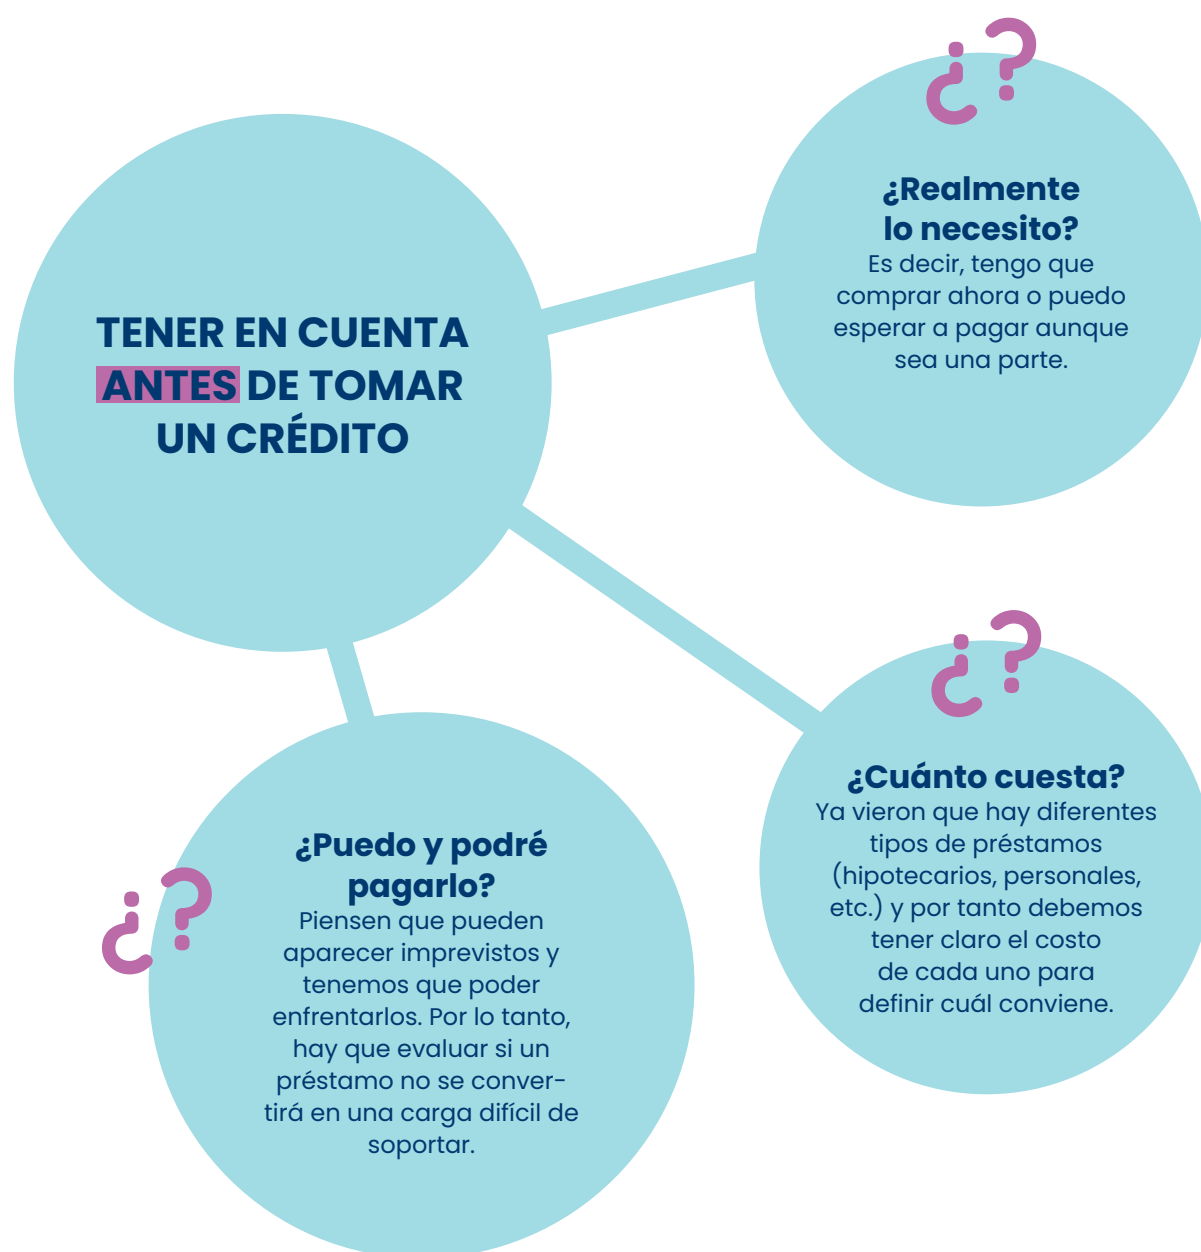 TENER EN CUENTA
ANTES DE TOMAR
UN CRÉDITO
¿?
¿Realmente
lo necesito?
Es decir, tengo que
comprar ahora o puedo
esperar a pagar aunque
sea una parte.
¿?
¿Cuánto cuesta?
Ya vieron que hay diferentes
tipos de préstamos
(hipotecarios, personales,
etc.) y por tanto debemos
tener claro el costo
de cada uno para
definir cuál conviene.
¿?
¿Puedo y podré
pagarlo?
Piensen que pueden
aparecer imprevistos y
tenemos que poder
enfrentarlos. Por lo tanto,
hay que evaluar si un
préstamo no se conver-
tirá en una carga difícil de
soportar.